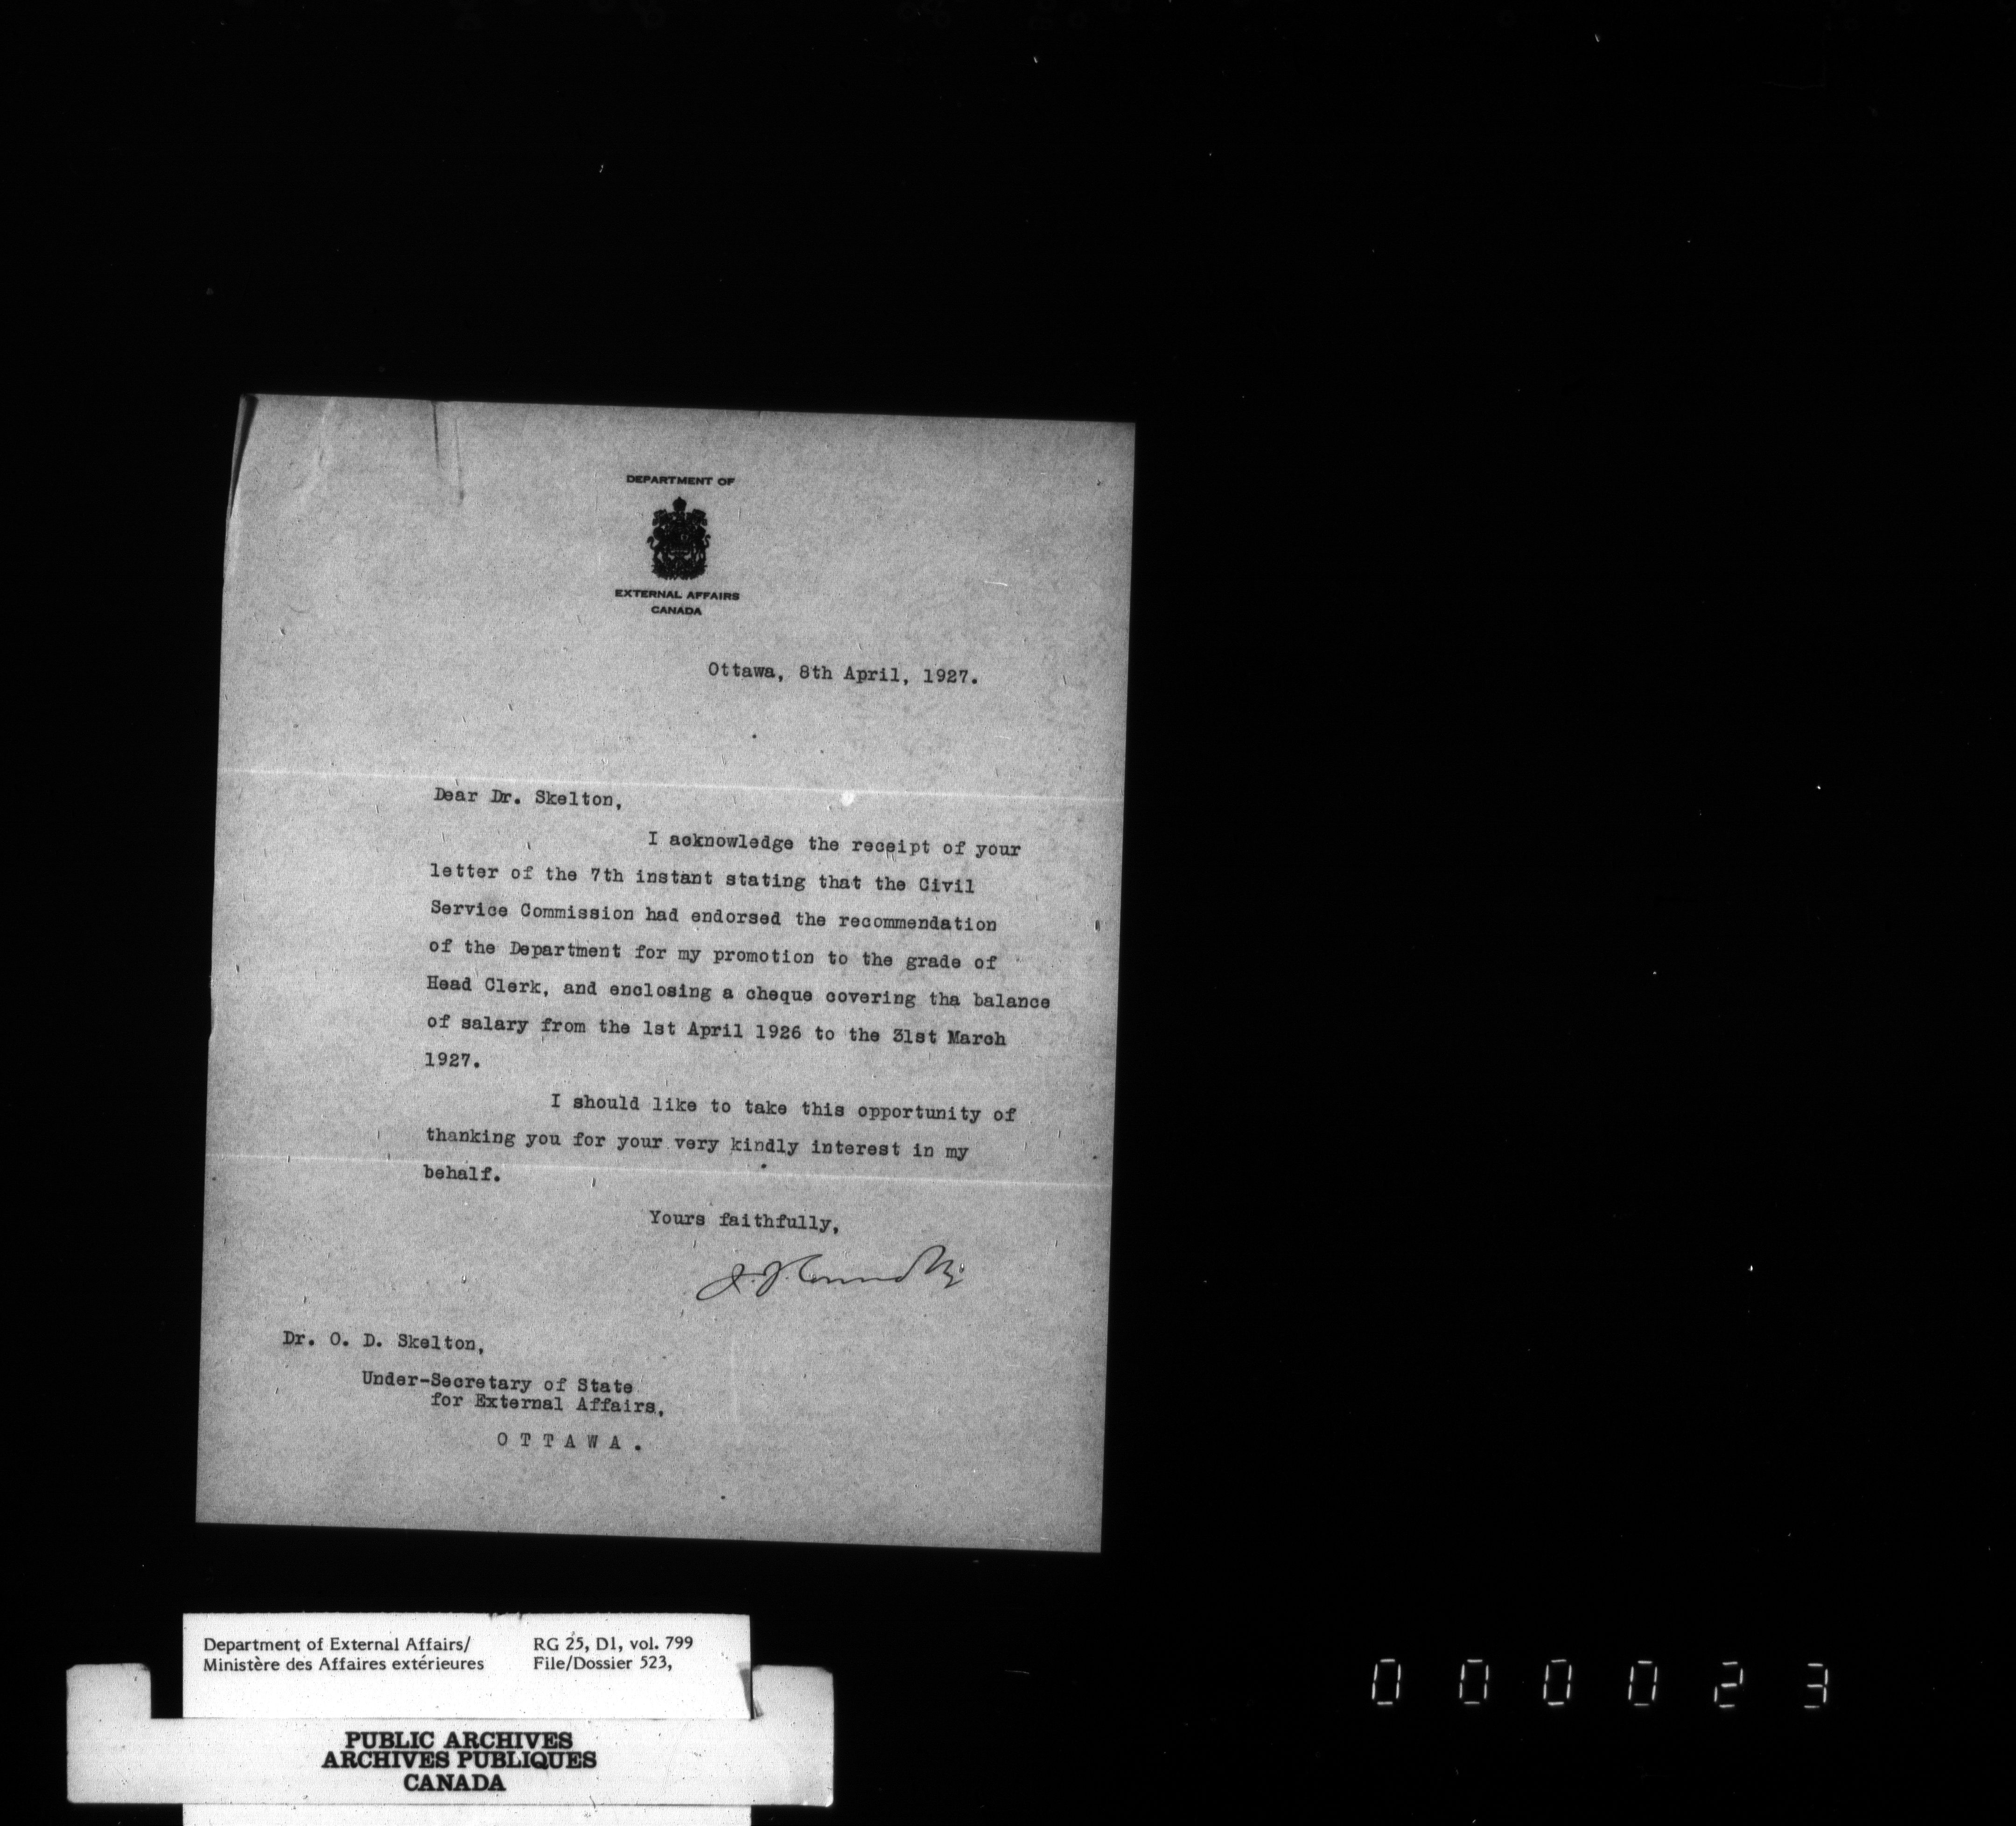 DEPARTMENT OF
EXTERNAL AFFAIRS
CANADA
Ottawa, 8th April, 1927.
Dear Dr. Skelton,
I acknowledge the receipt of your
letter of the 7th instant stating that the Civil
Service Commission had endorsed the recommendation
of the Department for my promotion to the grade of
Head Clerk, and enclosing a cheque covering tha balance
of salary from the 1st April 1926 to the 31st March
1927.
I should like to take this opportunity of
thanking you for your very kindly interest in my
behalf.
Yours faithfully,
Dr. O. D. Skelton,
Under-Secretary of State
for External Affairs,
O T T A W A .
Department of External Affairs/
Ministère des Affaires extérieures
RG 25, D1, vol. 799
File/Dossier 523,
PUBLIC ARCHIVES
ARCHIVES PUBLIQUES
CANADA
000023